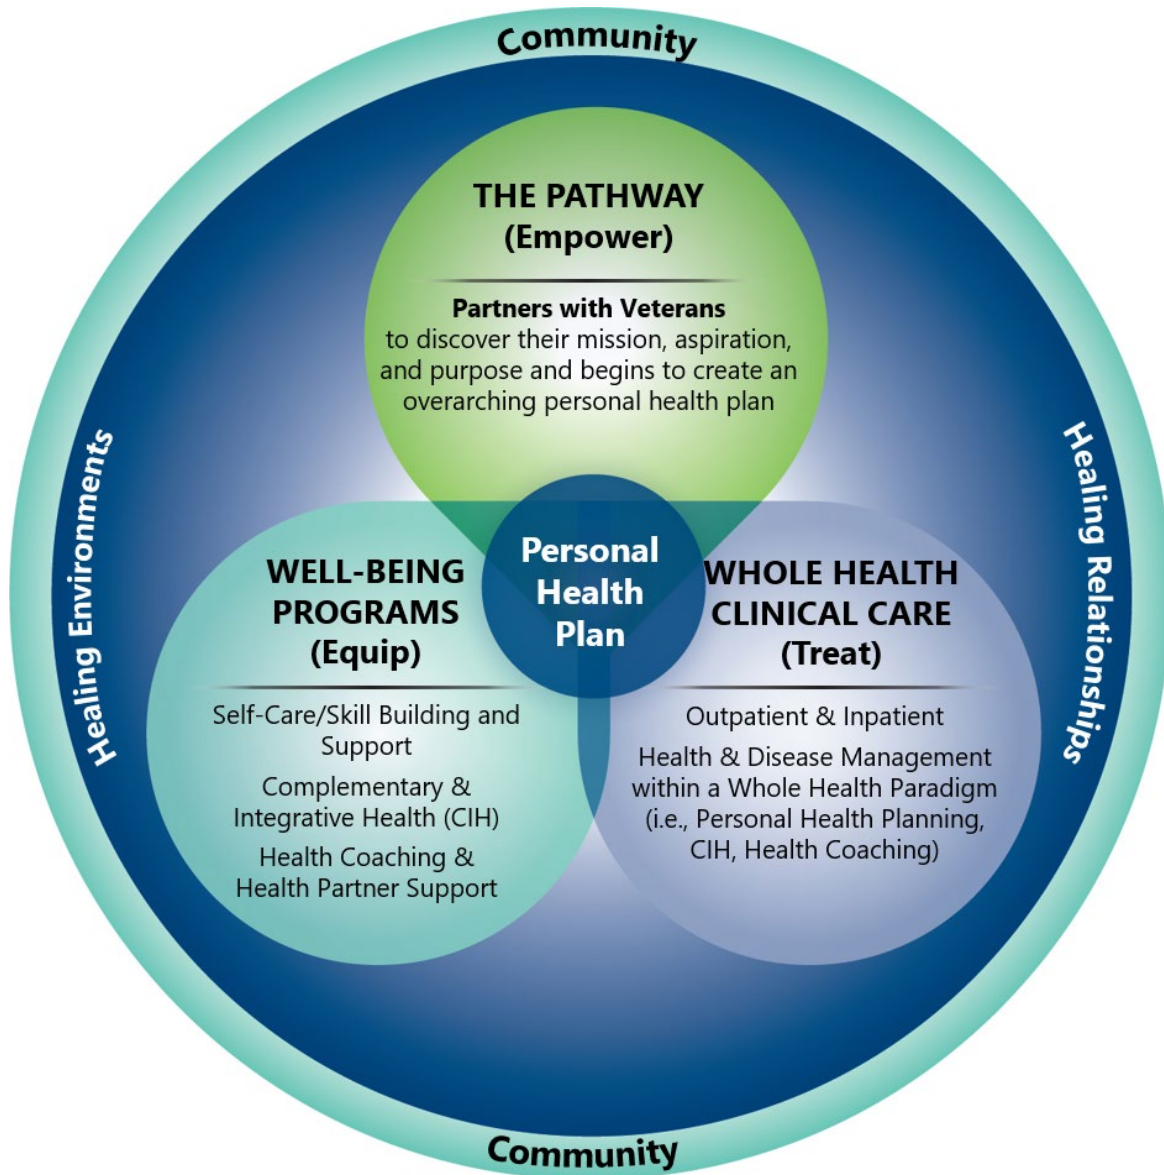 Community
THE PATHWAY
(Empower)
Partners with Veterans
to discover their mission, aspiration,
and purpose and begins to create an
overarching personal health plan
Healing Environments
Healing Relationships
Personal
Health
Plan
WELL-BEING
PROGRAMS
(Equip)
Self-Care/Skill Building and
Support
Complementary &
Integrative Health (CIH)
Health Coaching &
Health Partner Support
WHOLE HEALTH
CLINICAL CARE
(Treat)
Outpatient & Inpatient
Health & Disease Management
within a Whole Health Paradigm
(i.e., Personal Health Planning,
CIH, Health Coaching)
Community